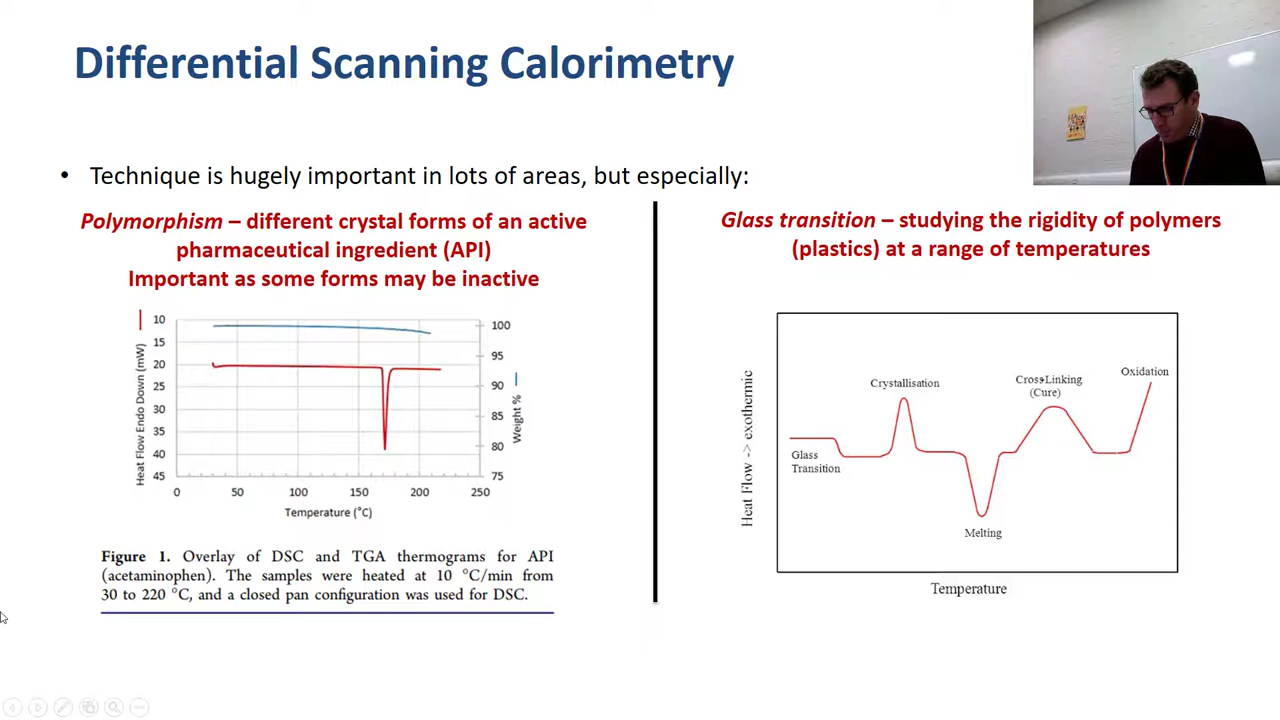 Differential Scanning Calorimetry
• Technique is hugely important in lots of areas, but especially:
Polymorphism – different crystal forms of an active
pharmaceutical ingredient (API)
Important as some forms may be inactive
Heat Flow Endo Down (mW)
10
15
20
25
30
35
40
45
100
95
90
85
80
75
Weight %
0 50 100 150 200 250
Temperature (°C)
Figure 1. Overlay of DSC and TGA thermograms for API
(acetaminophen). The samples were heated at 10 °C/min from
30 to 220 °C, and a closed pan configuration was used for DSC.
Glass transition – studying the rigidity of polymers
(plastics) at a range of temperatures
Heat Flow -> exothermic
Glass
Transition
Crystallisation
Melting
Cross-Linking
(Cure)
Oxidation
Temperature